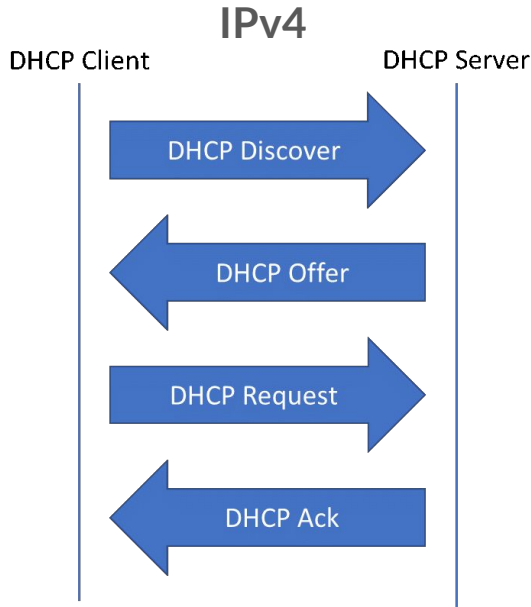 IPv4
DHCP Client
DHCP Server
DHCP Discover
DHCP Offer
DHCP Request
DHCP Ack